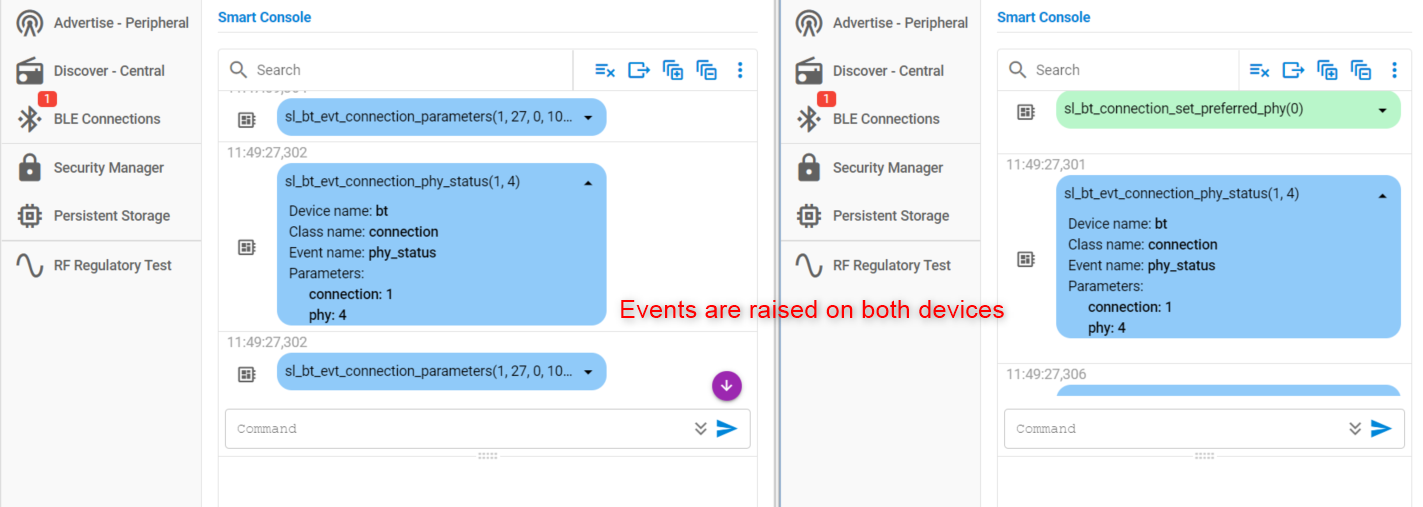 Advertise - Peripheral
Discover - Central
1
BLE Connections
Security Manager
Persistent Storage
RF Regulatory Test
Smart Console
Search
sl_bt_evt_connection_parameters(1, 27, 0, 10...
11:49:27,302
sl_bt_evt_connection_phy_status(1, 4)
Device name: bt
Class name: connection
Event name: phy_status
Parameters:
connection: 1
phy: 4
11:49:27,302
sl_bt_evt_connection_parameters(1, 27, 0, 10...
Command
Events are raised on both devices
Advertise - Peripheral
Discover - Central
1
BLE Connections
Security Manager
Persistent Storage
RF Regulatory Test
Smart Console
Search
sl_bt_connection_set_preferred_phy(0)
11:49:27,301
sl_bt_evt_connection_phy_status(1, 4)
Device name: bt
Class name: connection
Event name: phy_status
Parameters:
connection: 1
phy: 4
11:49:27,306
Command